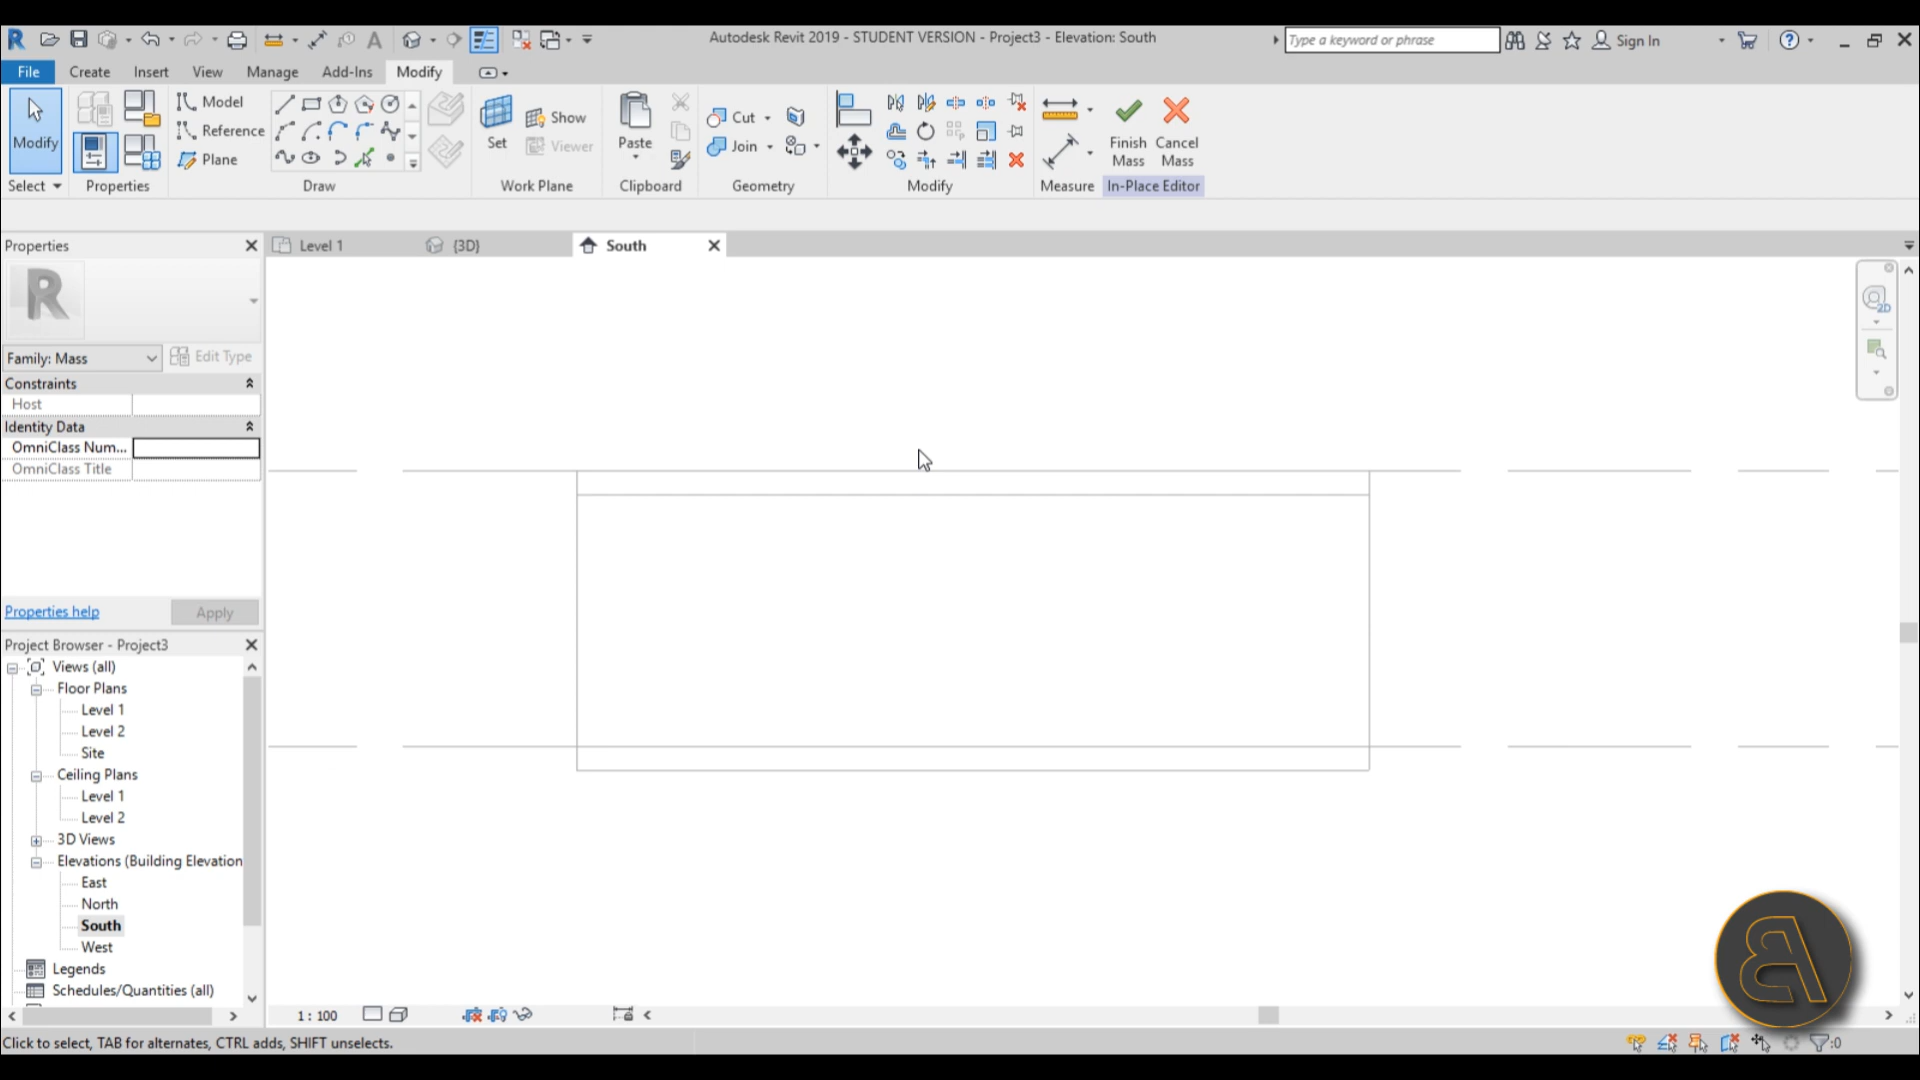 Autodesk Revit 2019 - STUDENT VERSION - Project3 - Elevation: South
Type a keyword or phrase
Sign In
File Create Insert View Manage Add-Ins Modify
Modify
Select
Properties
Model
Reference
Plane
Draw
Set
Show
Viewer
Work Plane
Paste
Clipboard
Cut
Join
Geometry
Modify
Measure
Finish Mass
Cancel Mass
In-Place Editor
Properties
Level 1
{3D}
South
R
Family: Mass
Edit Type
Constraints
Host
Identity Data
OmniClass Num...
OmniClass Title
Properties help
Apply
Project Browser - Project3
Views (all)
Floor Plans
Level 1
Level 2
Site
Ceiling Plans
Level 1
Level 2
3D Views
Elevations (Building Elevation
East
North
South
West
Legends
Schedules/Quantities (all)
1 : 100
2D
Click to select, TAB for alternates, CTRL adds, SHIFT unselects.
:0